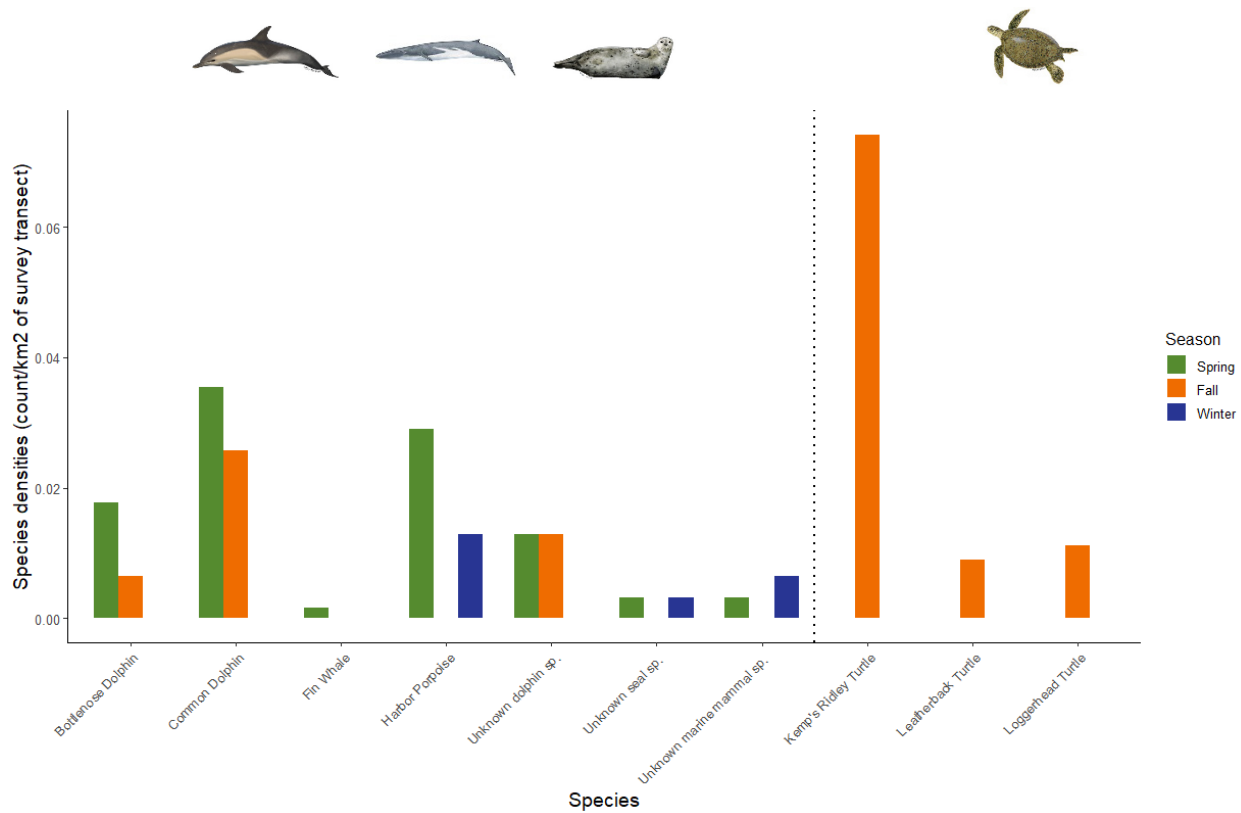 Species densities (count/km2 of survey transect)
0.06
0.04
0.02
0.00
Bottlenose Dolphin
Common Dolphin
Fin Whale
Harbor Porpoise
Unknown dolphin sp.
Unknown seal sp.
Unknown marine mammal sp.
Kemp's Ridley Turtle
Leatherback Turtle
Loggerhead Turtle
Species
Season
Spring
Fall
Winter